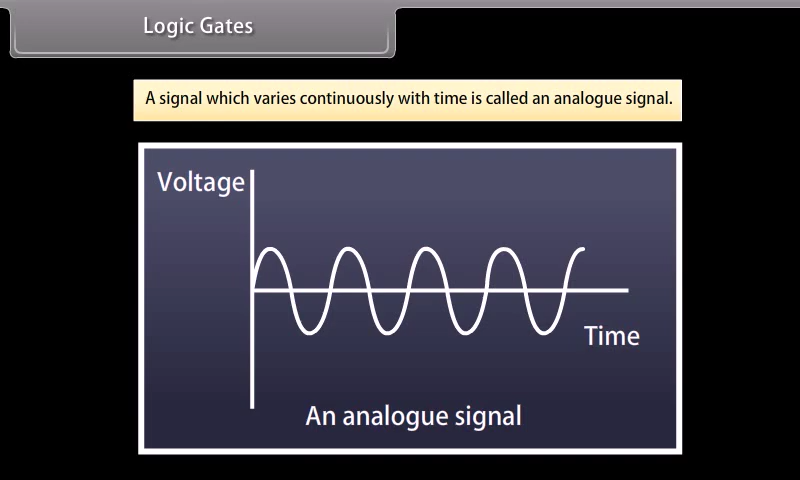 Logic Gates
A signal which varies continuously with time is called an analogue signal.
Voltage
Time
An analogue signal